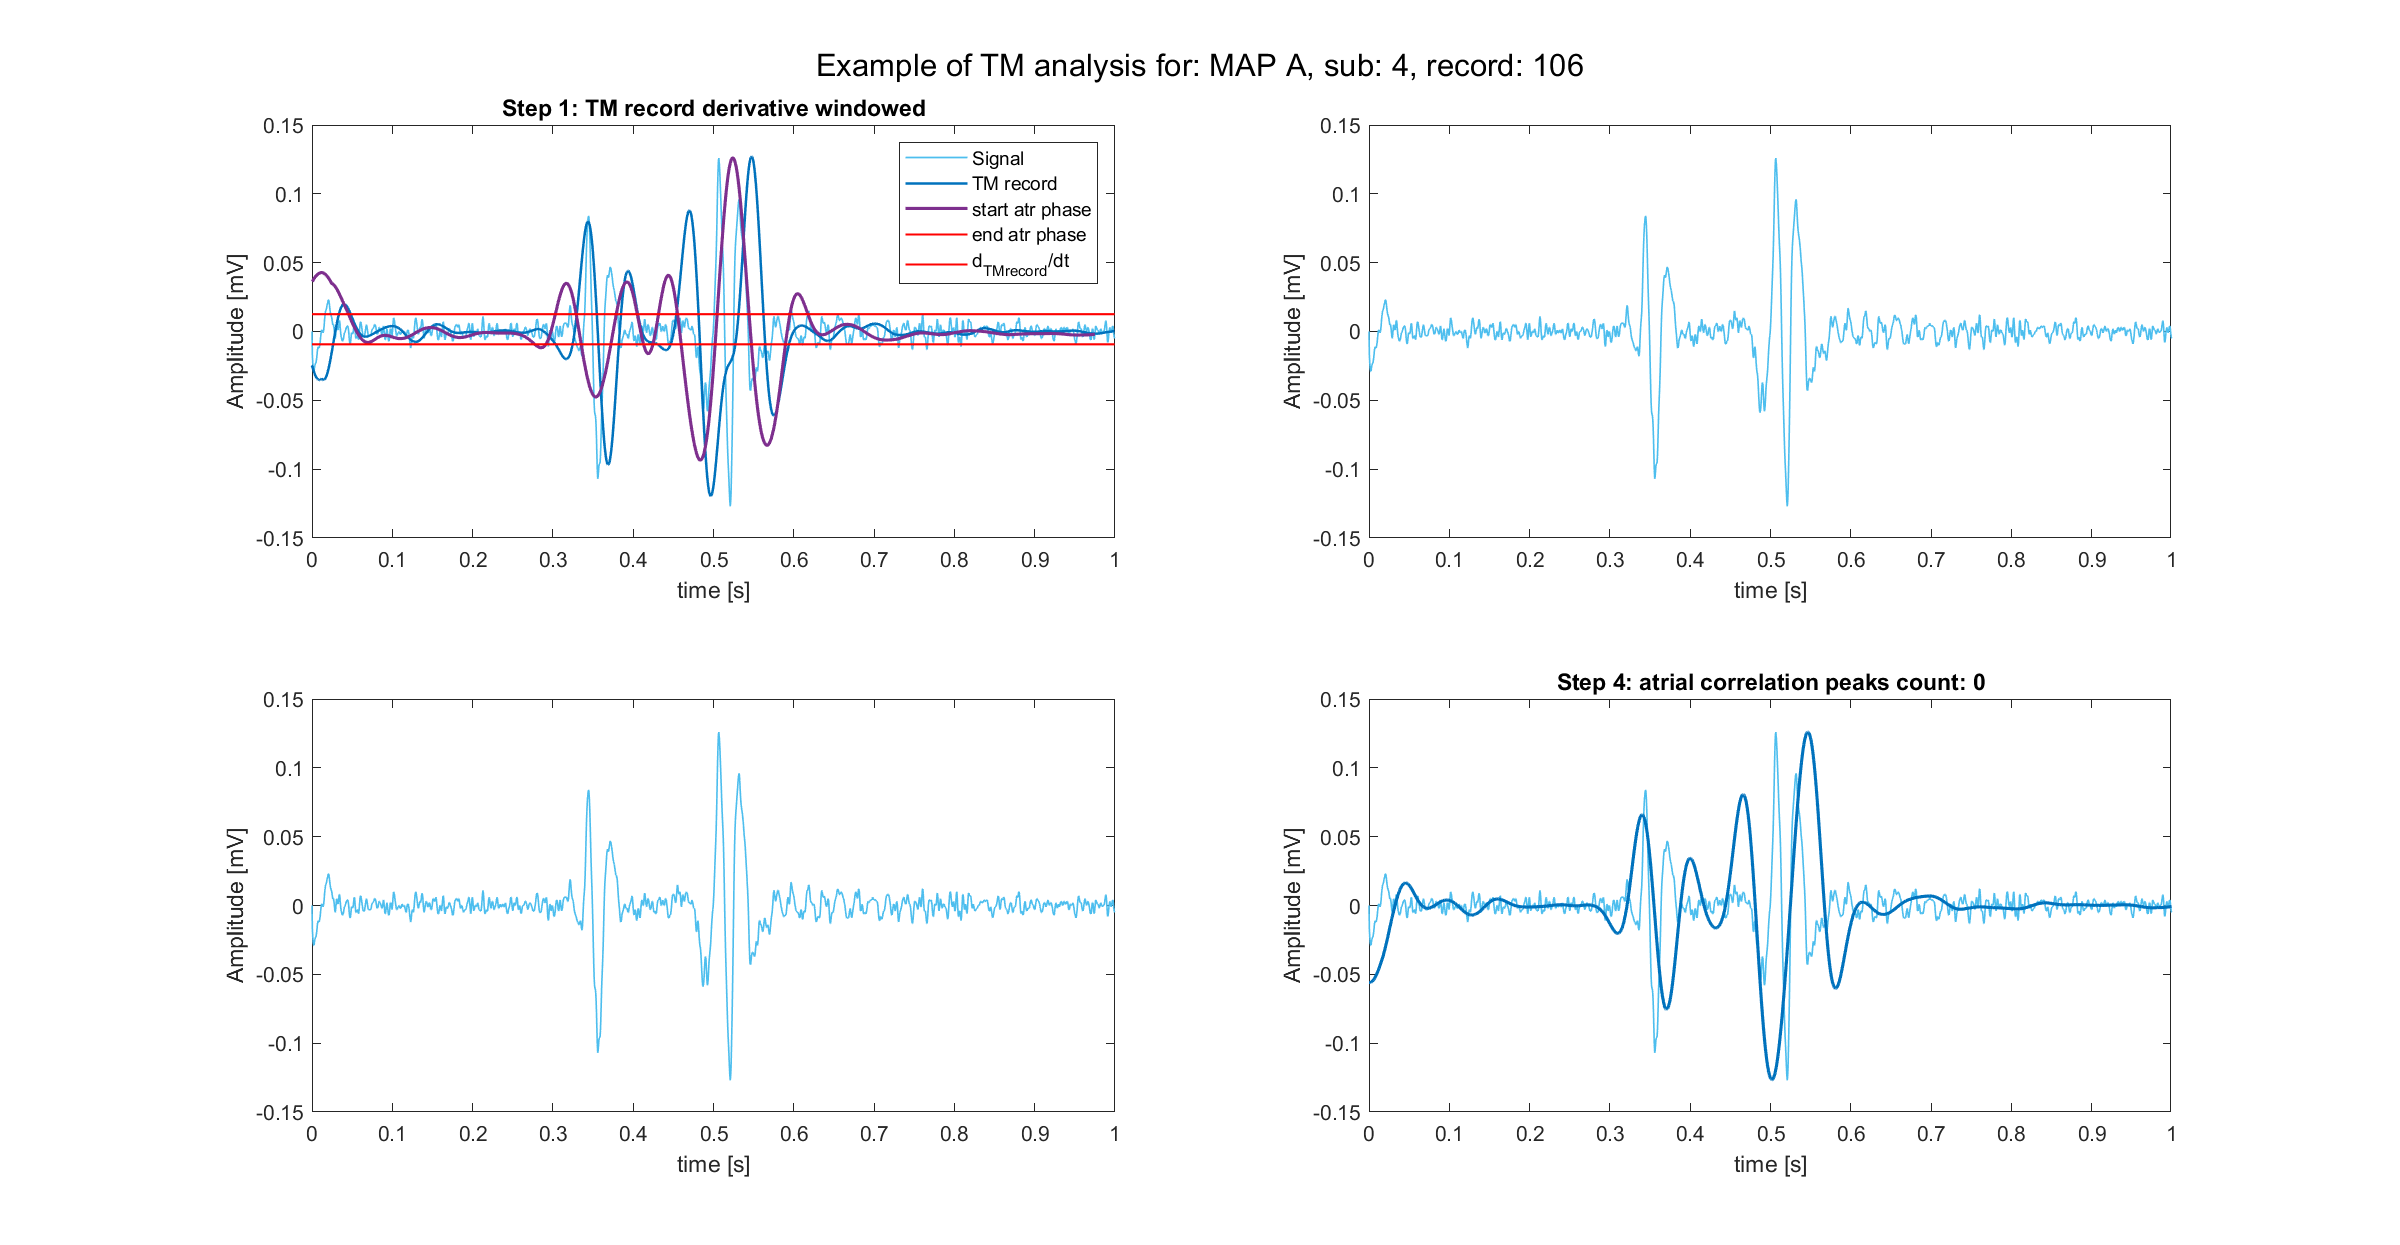 Example of TM analysis for: MAP A, sub: 4, record: 106
Step 1: TM record derivative windowed
Signal
TM record
start atr phase
end atr phase
d_TMrecord/dt
0.15
0.1
0.05
0
-0.05
-0.1
-0.15
Amplitude [mV]
0 0.1 0.2 0.3 0.4 0.5 0.6 0.7 0.8 0.9 1
time [s]
0.15
0.1
0.05
0
-0.05
-0.1
-0.15
Amplitude [mV]
0 0.1 0.2 0.3 0.4 0.5 0.6 0.7 0.8 0.9 1
time [s]
0.15
0.1
0.05
0
-0.05
-0.1
-0.15
Amplitude [mV]
0 0.1 0.2 0.3 0.4 0.5 0.6 0.7 0.8 0.9 1
time [s]
Step 4: atrial correlation peaks count: 0
0.15
0.1
0.05
0
-0.05
-0.1
-0.15
Amplitude [mV]
0 0.1 0.2 0.3 0.4 0.5 0.6 0.7 0.8 0.9 1
time [s]